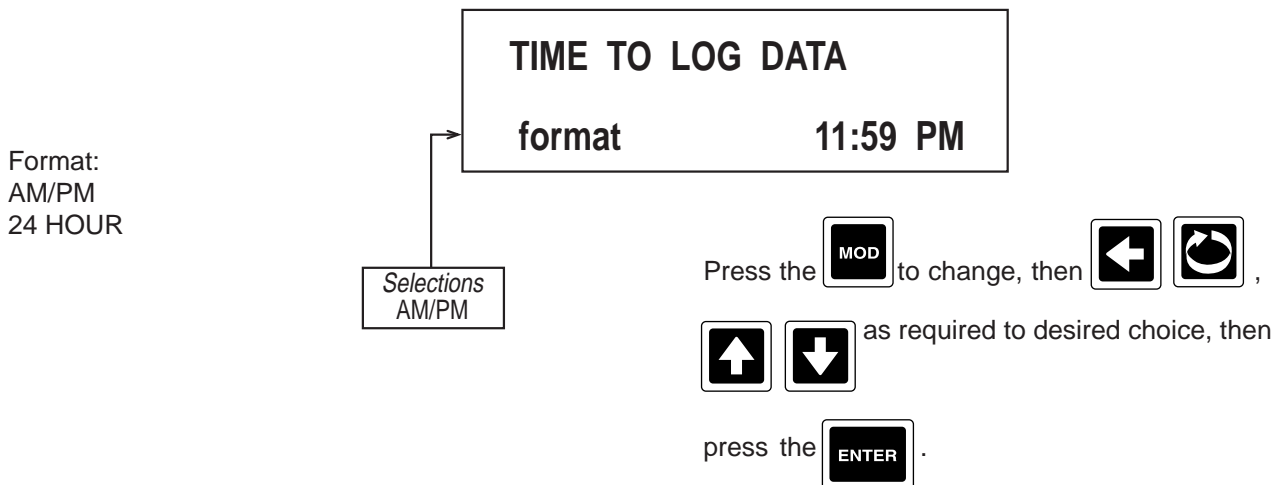 TIME TO LOG DATA
format 11:59 PM
Format:
AM/PM
24 HOUR
Selections
AM/PM
Press the MOD to change, then ,
as required to desired choice, then
press the ENTER .